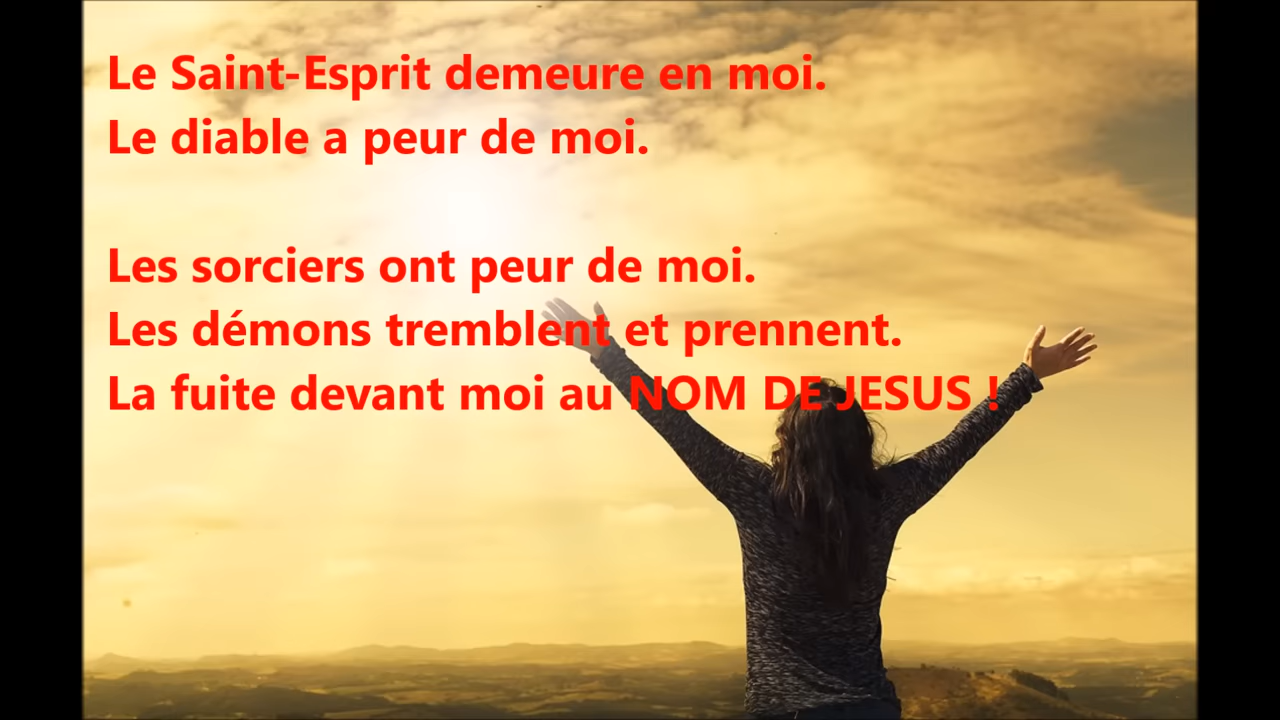 Le Saint-Esprit demeure en moi.
Le diable a peur de moi.
Les sorciers ont peur de moi.
Les démons tremblent et prennent.
La fuite devant moi au NOM DE JESUS !